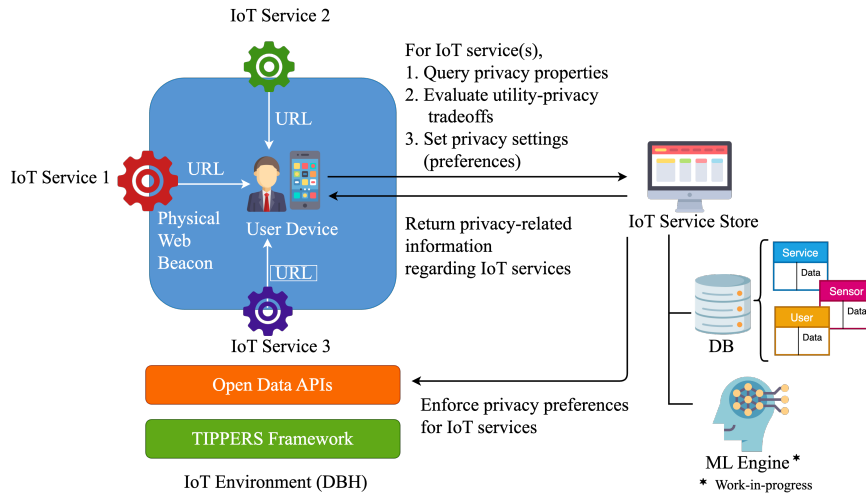 IoT Service 2
For IoT service(s),
1. Query privacy properties
2. Evaluate utility-privacy
tradeoffs
3. Set privacy settings
(preferences)
URL
IoT Service 1
URL
Physical
Web
Beacon
User Device
URL
IoT Service 3
Return privacy-related
information
regarding IoT services
IoT Service Store
Service
Data
Sensor
Data
User
Data
DB
Open Data APIs
TIPPERS Framework
IoT Environment (DBH)
Enforce privacy preferences
for IoT services
ML Engine *
* Work-in-progress